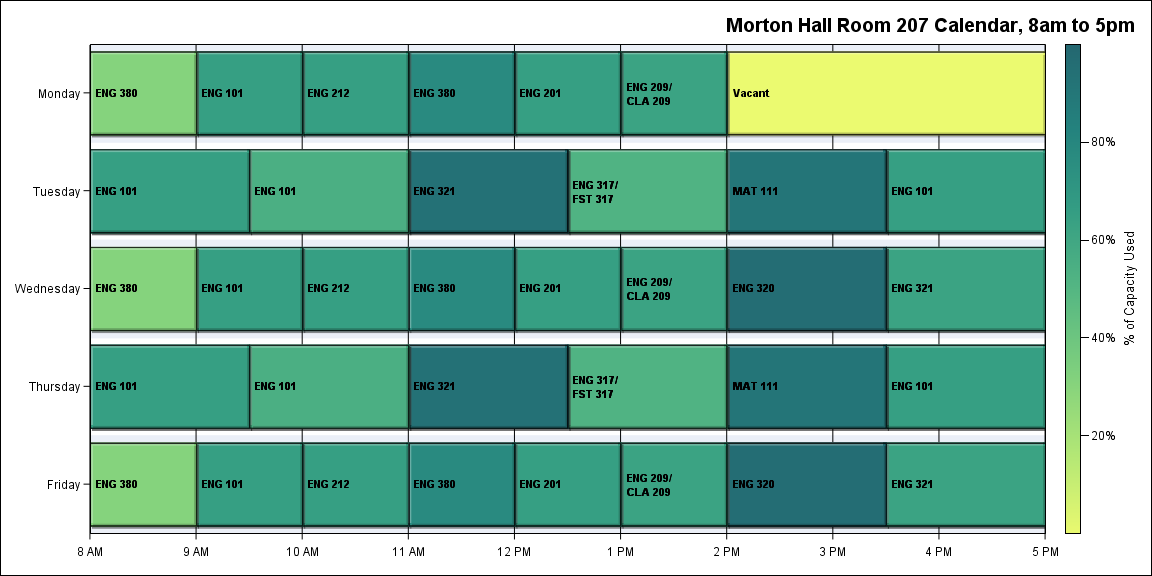 Morton Hall Room 207 Calendar, 8am to 5pm
Monday
ENG 380
ENG 101
ENG 212
ENG 380
ENG 201
ENG 209/
CLA 209
Vacant
Tuesday
ENG 101
ENG 101
ENG 321
ENG 317/
FST 317
MAT 111
ENG 101
Wednesday
ENG 380
ENG 101
ENG 212
ENG 380
ENG 201
ENG 209/
CLA 209
ENG 320
ENG 321
Thursday
ENG 101
ENG 101
ENG 321
ENG 317/
FST 317
MAT 111
ENG 101
Friday
ENG 380
ENG 101
ENG 212
ENG 380
ENG 201
ENG 209/
CLA 209
ENG 320
ENG 321
8 AM
9 AM
10 AM
11 AM
12 PM
1 PM
2 PM
3 PM
4 PM
5 PM
80%
60%
40%
20%
% of Capacity Used